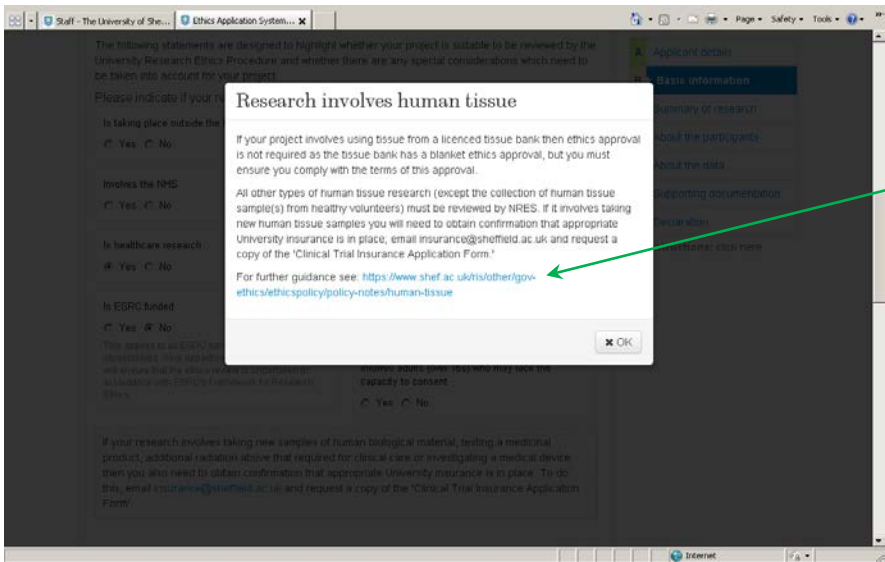 Staff - The University of She...
Ethics Application System...
Page
Safety
Tools
The following statements are designed to highlight whether your project is suitable to be reviewed by the
University Research Ethics Procedure and whether there are any special considerations which need to
be taken into account for your project.
Please indicate if your re
Is taking place outside the
Yes No
Involves the NHS
Yes No
Is healthcare research
Yes No
Is ESRC funded
Yes No
Research involves human tissue
If your project involves using tissue from a licenced tissue bank then ethics approval
is not required as the tissue bank has a blanket ethics approval, but you must
ensure you comply with the terms of this approval.
All other types of human tissue research (except the collection of human tissue
sample(s) from healthy volunteers) must be reviewed by NRES. If it involves taking
new human tissue samples you will need to obtain confirmation that appropriate
University insurance is in place, email insurance@sheffield.ac.uk and request a
copy of the 'Clinical Trial Insurance Application Form.'
For further guidance see: https://www.shef.ac.uk/ris/other/gov-
ethics/ethicspolicy/policy-notes/human-tissue
OK
capacity to consent
Yes No
If your research involves taking new samples of human biological material, testing a medicinal
product, additional radiation above that required for clinical care or investigating a medical device
then you also need to obtain confirmation that appropriate University insurance is in place. To do
this, email insurance@sheffield.ac.uk and request a copy of the 'Clinical Trial Insurance Application
Form'.
A Applicant details
B Basic information
Summary of research
About the participants
About the data
Supporting documentation
Declaration
click here
Internet